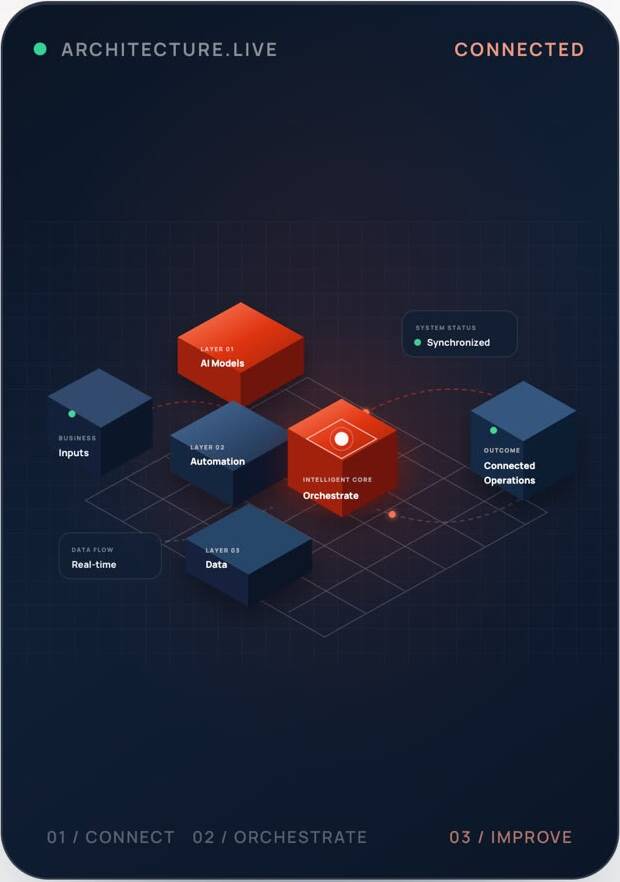 ARCHITECTURE.LIVE
CONNECTED
LAYER 01
AI Models
SYSTEM STATUS
Synchronized
BUSINESS
Inputs
LAYER 02
Automation
INTELLIGENT CORE
Orchestrate
OUTCOME
Connected
Operations
DATA FLOW
Real-time
LAYER 03
Data
01 / CONNECT
02 / ORCHESTRATE
03 / IMPROVE